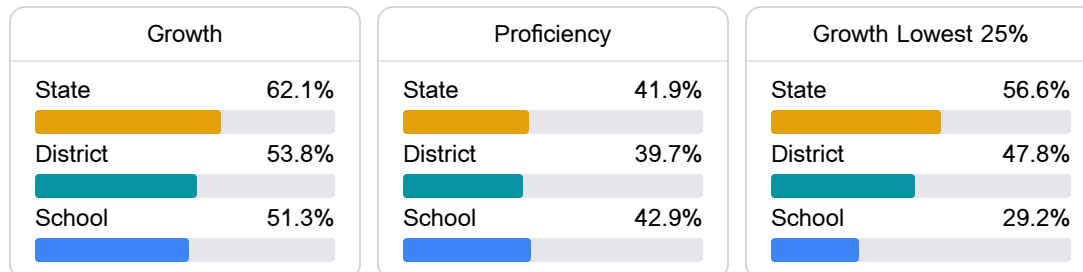 Growth
State 62.1%
District 53.8%
School 51.3%
Proficiency
State 41.9%
District 39.7%
School 42.9%
Growth Lowest 25%
State 56.6%
District 47.8%
School 29.2%